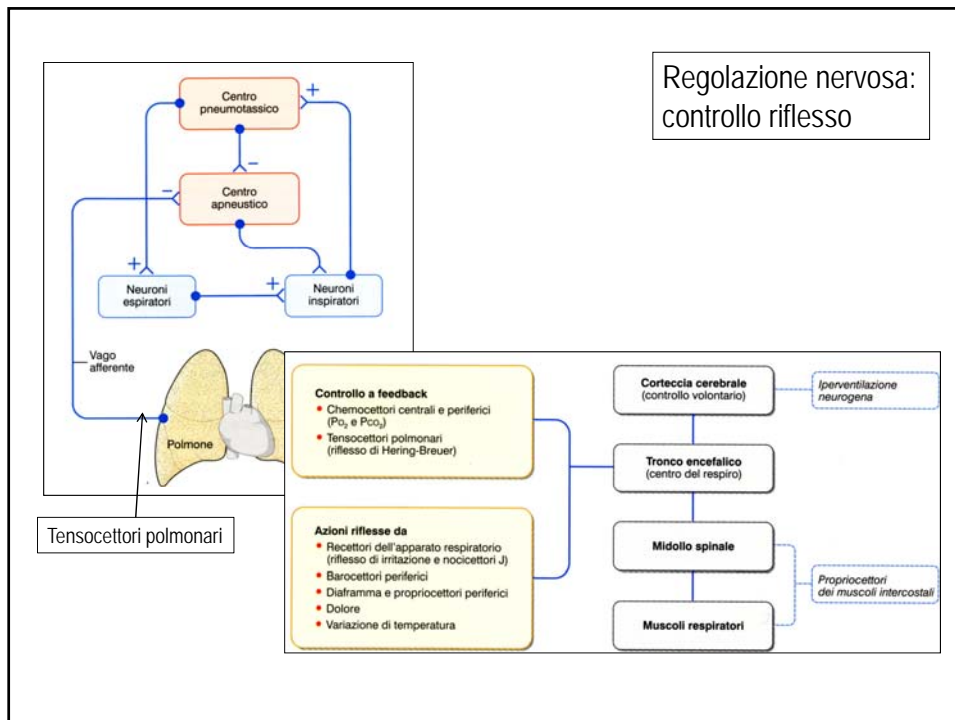 Regolazione nervosa:
controllo riflesso
Centro
pneumotassico
+
−
−
Centro
apneustico
+
+
Neuroni
espiratori
Neuroni
inspiratori
Vago
afferente
Polmone
Tensocettori polmonari
Controllo a feedback
• Chemocettori centrali e periferici
(Po₂ e Pco₂)
• Tensocettori polmonari
(riflesso di Hering-Breuer)
Azioni riflesse da
• Recettori dell'apparato respiratorio
(riflesso di irritazione e nocicettori J)
• Barocettori periferici
• Diaframma e propriocettori periferici
• Dolore
• Variazione di temperatura
Corteccia cerebrale
(controllo volontario)
Iperventilazione
neurogena
Tronco encefalico
(centro del respiro)
Midollo spinale
Propriocettori
dei muscoli intercostali
Muscoli respiratori